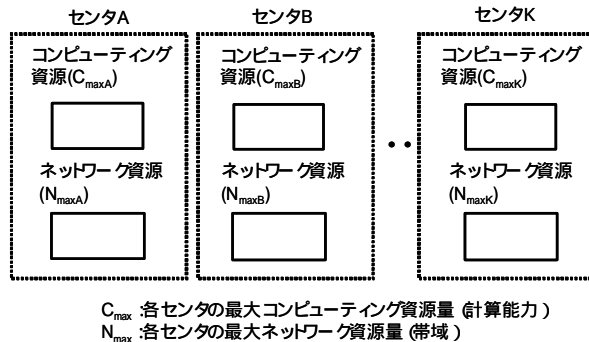 センタA
コンピューティング
資源(CmaxA)
ネットワーク資源
(NmaxA)
センタB
コンピューティング
資源(CmaxB)
ネットワーク資源
(NmaxB)
・・
センタK
コンピューティング
資源(CmaxK)
ネットワーク資源
(NmaxK)
Cmax :各センタの最大コンピューティング資源量 (計算能力 )
Nmax :各センタの最大ネットワーク資源量 (帯域 )